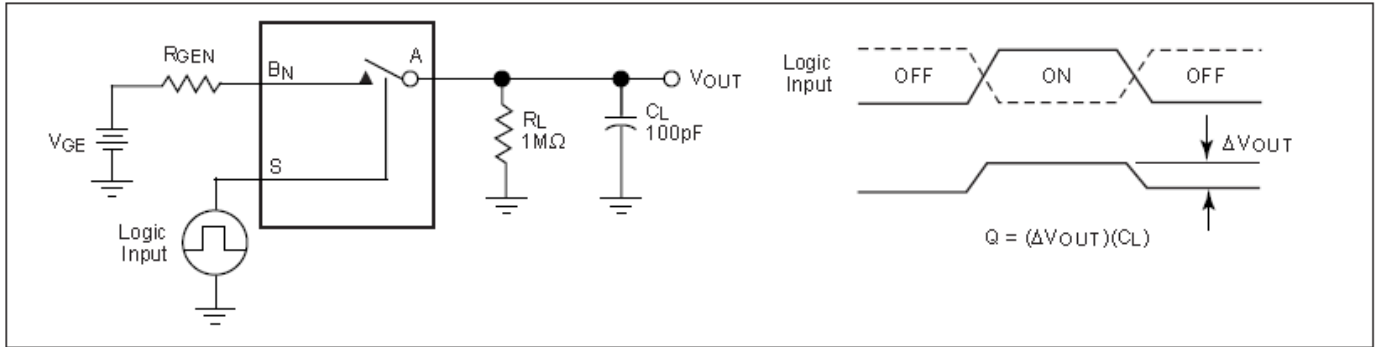 RGEN
BN
A
VOUT
VGE
RL
1MΩ
CL
100pF
S
Logic
Input
Logic
Input
OFF
ON
OFF
ΔVOUT
Q = (ΔVOUT)(CL)